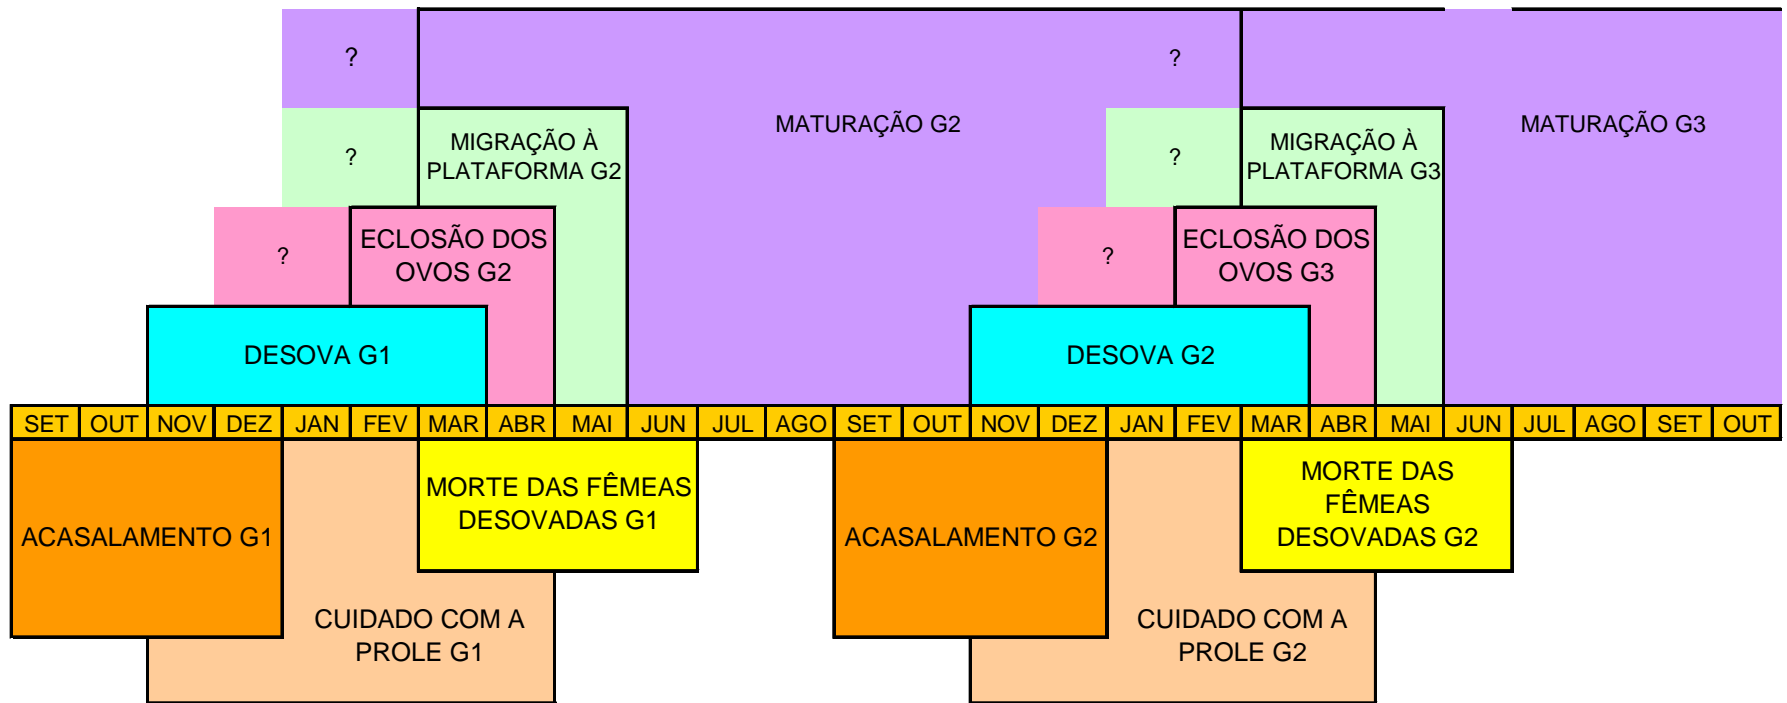 ?
?
MATURAÇÃO G2
MATURAÇÃO G3
?
MIGRAÇÃO À
PLATAFORMA G2
?
MIGRAÇÃO À
PLATAFORMA G3
?
ECLOSÃO DOS
OVOS G2
?
ECLOSÃO DOS
OVOS G3
DESOVA G1
DESOVA G2
SET OUT NOV DEZ JAN FEV MAR ABR MAI JUN JUL AGO SET OUT NOV DEZ JAN FEV MAR ABR MAI JUN JUL AGO SET OUT
ACASALAMENTO G1
MORTE DAS FÊMEAS
DESOVADAS G1
ACASALAMENTO G2
MORTE DAS
FÊMEAS
DESOVADAS G2
CUIDADO COM A
PROLE G1
CUIDADO COM A
PROLE G2